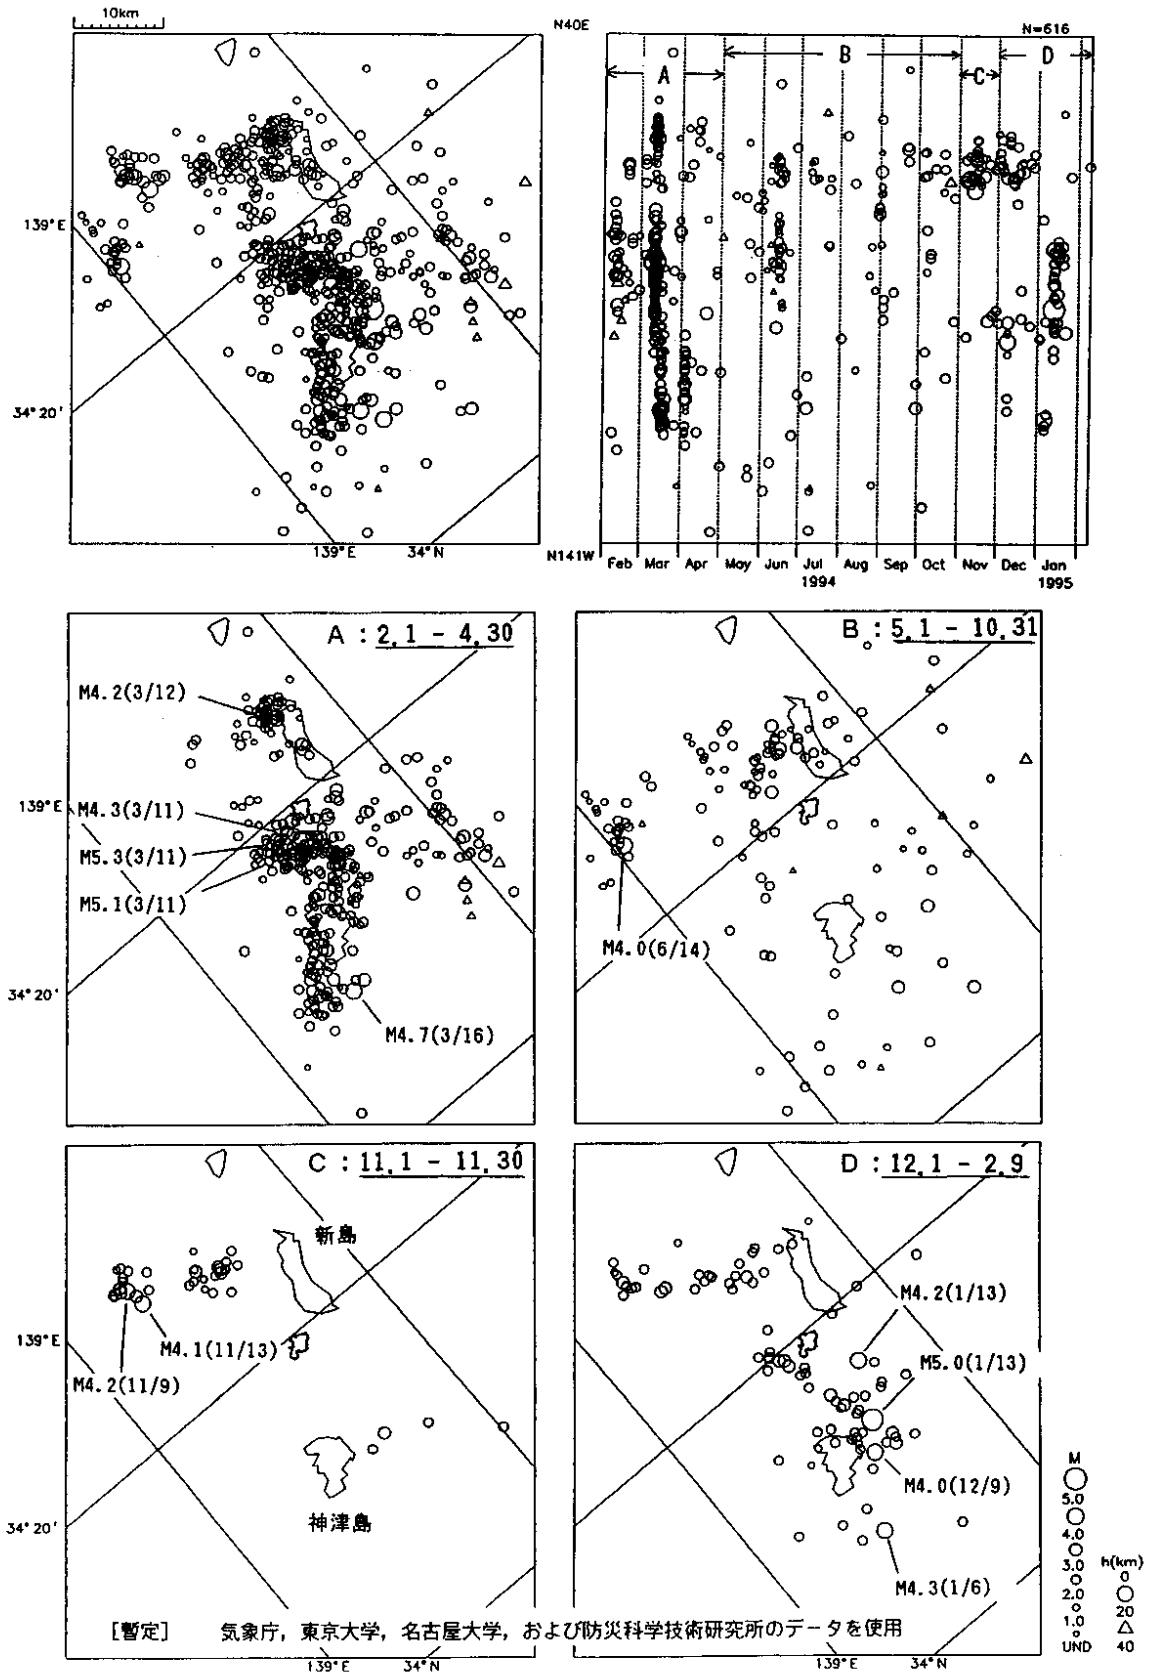 10km
N40E
N=616
A
B
C
D
139°E
34°20'
139°E
34°N
N141W
Feb Mar Apr May Jun Jul Aug Sep Oct Nov Dec Jan
1994
1995
A : 2.1 - 4.30
M4.2(3/12)
139°E
M4.3(3/11)
M5.3(3/11)
M5.1(3/11)
34°20'
M4.7(3/16)
B : 5.1 - 10.31
M4.0(6/14)
C : 11.1 - 11.30
新島
139°E
M4.1(11/13)
M4.2(11/9)
34°20'
神津島
D : 12.1 - 2.9
M4.2(1/13)
M5.0(1/13)
M4.0(12/9)
M4.3(1/6)
M
5.0
4.0
3.0
2.0
1.0
UND
h(km)
0
20
40
[暫定] 気象庁, 東京大学, 名古屋大学, および防災科学技術研究所のデータを使用
139°E
34°N
139°E
34°N